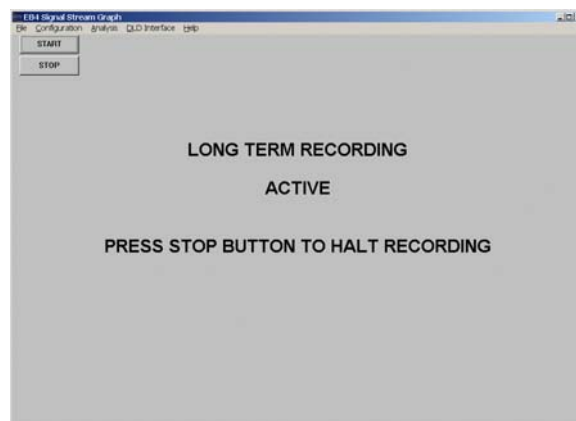 EB4 Signal Stream Graph
File Configuration Analysis DLD Interface Help
START
STOP
LONG TERM RECORDING
ACTIVE
PRESS STOP BUTTON TO HALT RECORDING